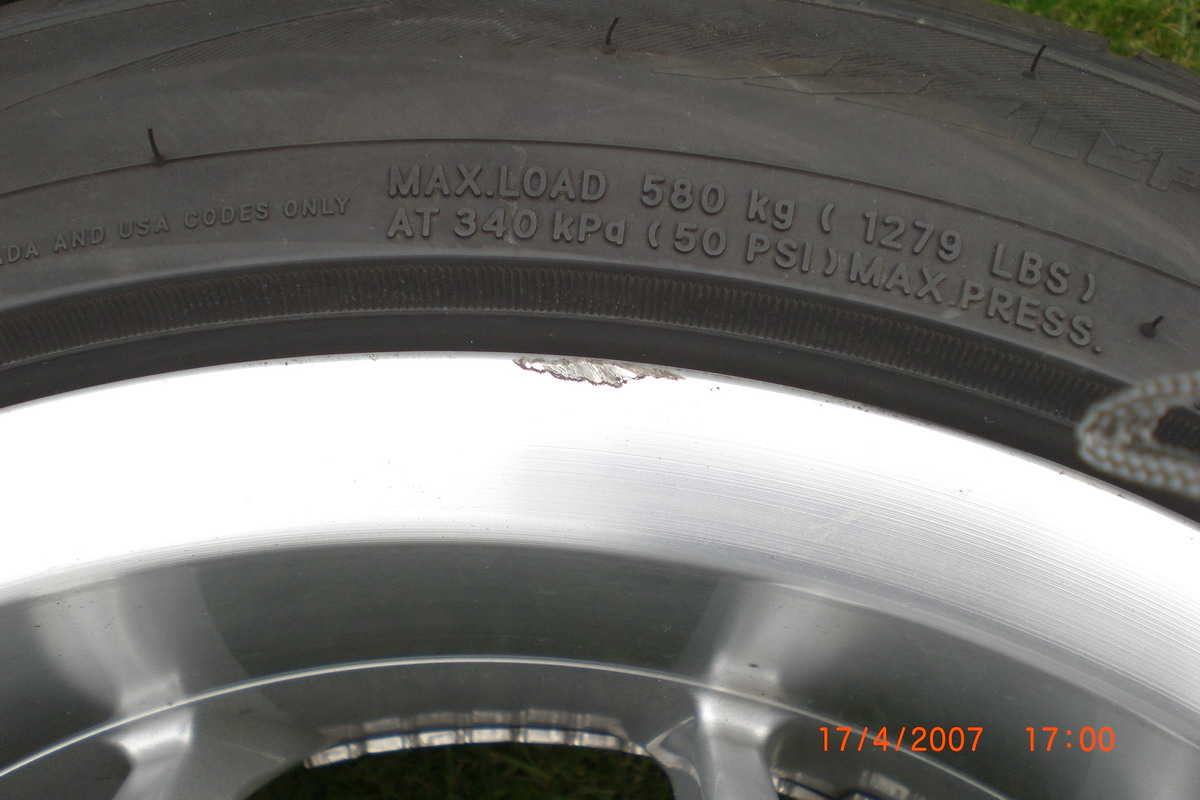 AND USA CODES ONLY
MAX.LOAD 580 kg ( 1279 LBS )
AT 340 kPa ( 50 PSI ) MAX.PRESS.
17/4/2007 17:00